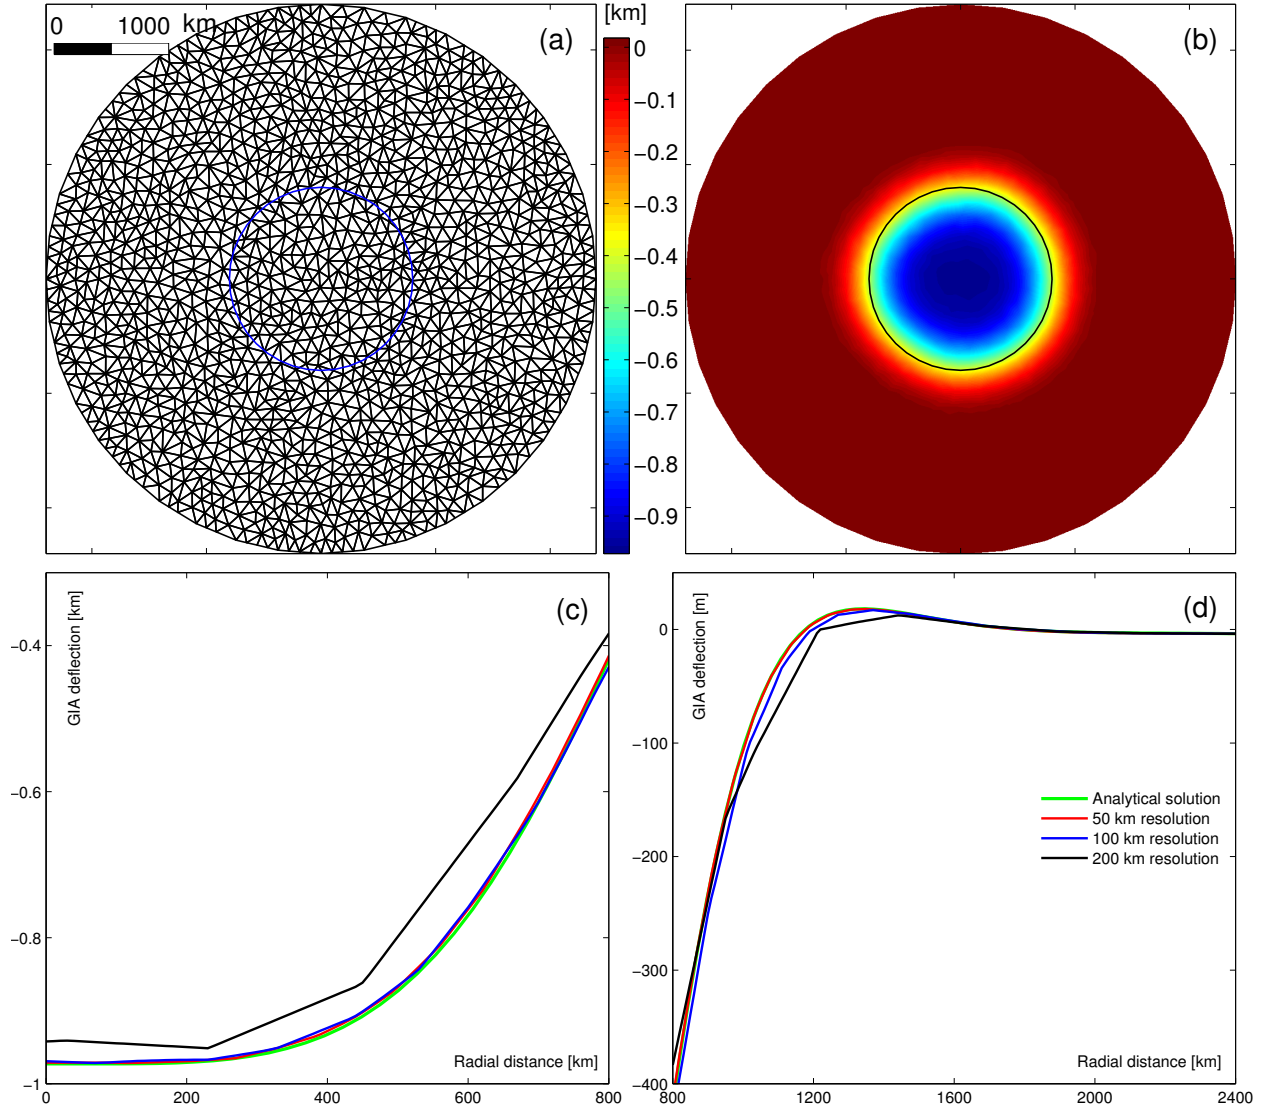 0 1000 km
(a)
[km]
0
−0.1
−0.2
−0.3
−0.4
−0.5
−0.6
−0.7
−0.8
−0.9
(b)
(c)
GIA deflection [km]
−0.4
−0.6
−0.8
−1
Radial distance [km]
0 200 400 600 800
(d)
GIA deflection [m]
0
−100
−200
−300
−400
Analytical solution
50 km resolution
100 km resolution
200 km resolution
Radial distance [km]
800 1200 1600 2000 2400